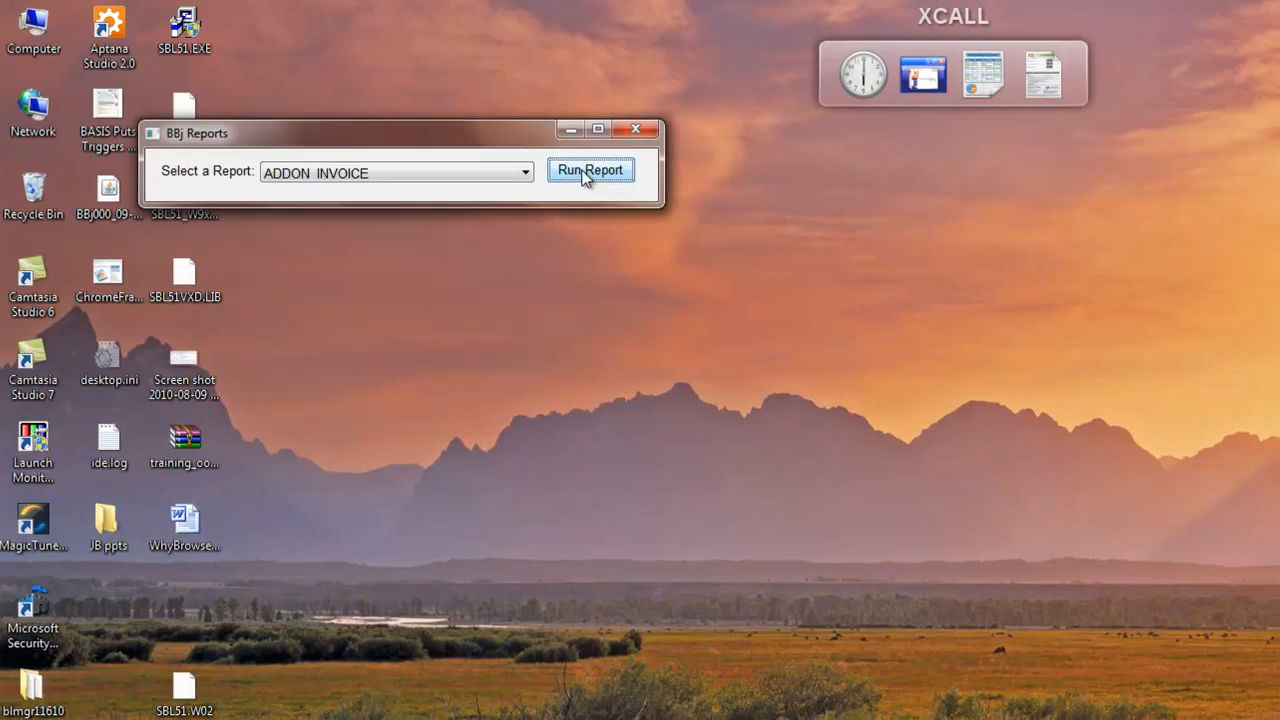 XCALL
Computer
Aptana
Studio 2.0
SBL51.EXE
Network
BASIS Puts
Triggers ...
BBj Reports
Select a Report:
ADDON_INVOICE
Run Report
Recycle Bin
BBj000_09-...
SBL51_W9x...
Camtasia
Studio 6
ChromeFra...
SBL51VXD.LIB
Camtasia
Studio 7
desktop.ini
Screen shot
2010-08-09 ...
Launch
Monit...
ide.log
training_oo...
MagicTune...
JB ppts
WhyBrowse...
Microsoft
Security...
blmgr11610
SBL51.W02